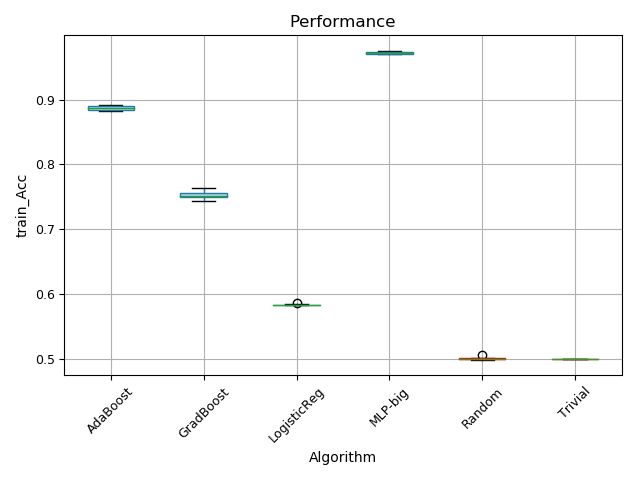 Performance
train_Acc
0.9
0.8
0.7
0.6
0.5
AdaBoost
GradBoost
LogisticReg
MLP-big
Random
Trivial
Algorithm